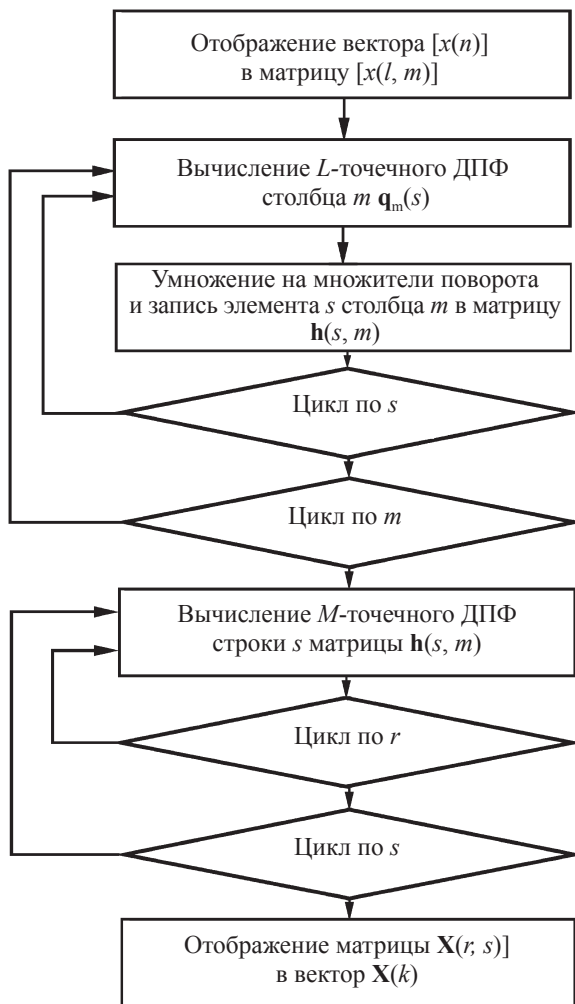 Отображение вектора [x(n)]
в матрицу [x(l, m)]
Вычисление L-точечного ДПФ
столбца m qm(s)
Умножение на множители поворота
и запись элемента s столбца m в матрицу
h(s, m)
Цикл по s
Цикл по m
Вычисление M-точечного ДПФ
строки s матрицы h(s, m)
Цикл по r
Цикл по s
Отображение матрицы X(r, s)]
в вектор X(k)